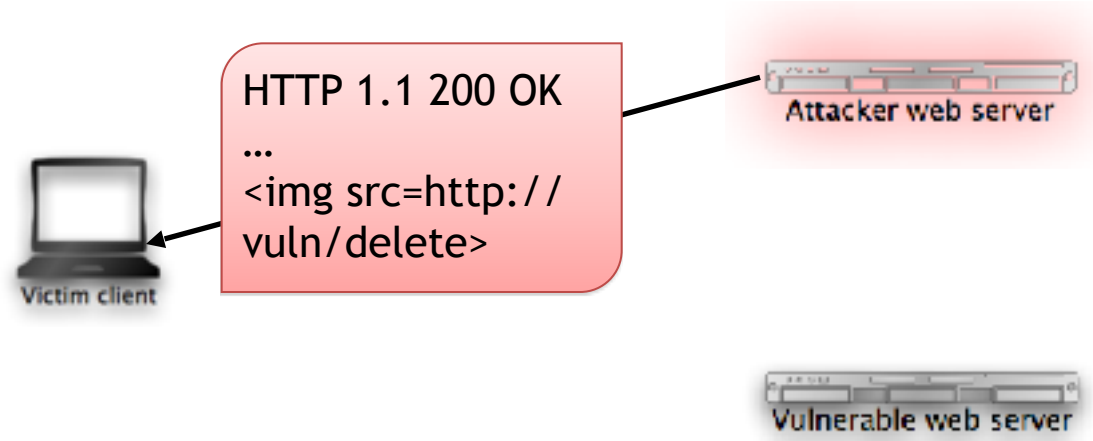 HTTP 1.1 200 OK
…
<img src=http://
vuln/delete>
Attacker web server
Victim client
Vulnerable web server